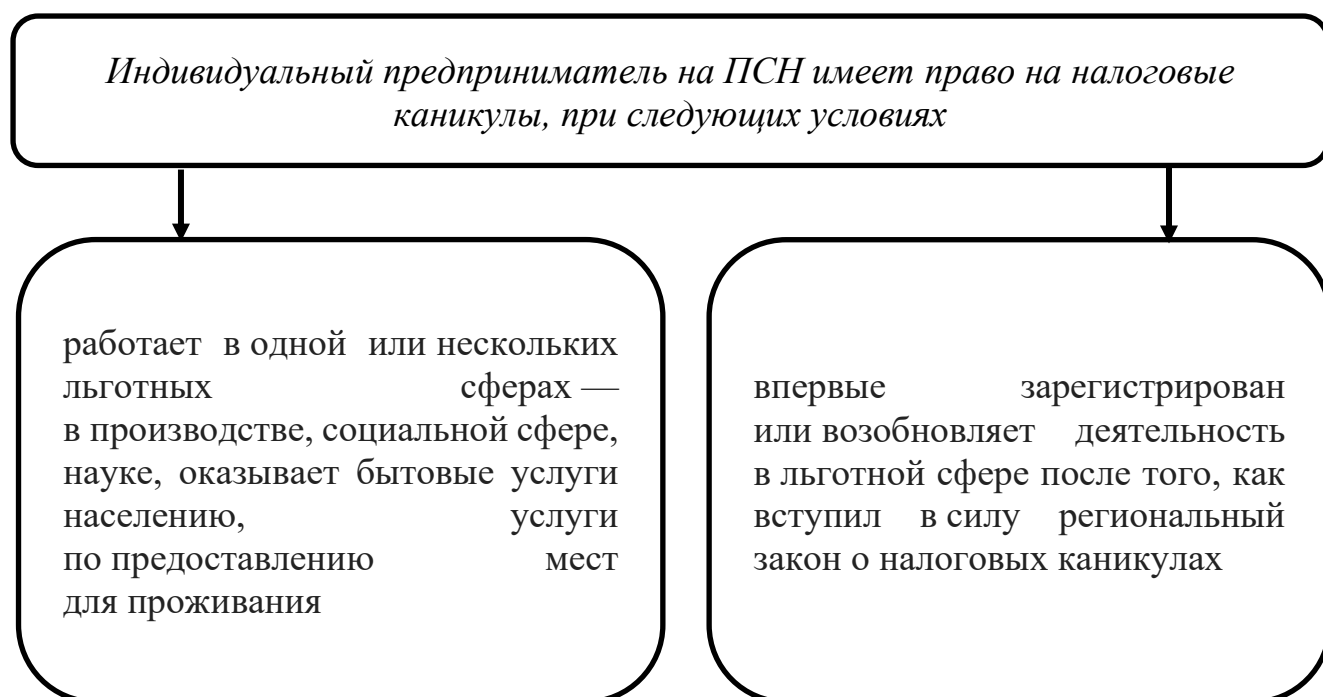 Индивидуальный предприниматель на ПСН имеет право на налоговые
каникулы, при следующих условиях
работает в одной или нескольких
льготных сферах —
в производстве, социальной сфере,
науке, оказывает бытовые услуги
населению, услуги
по предоставлению мест
для проживания
впервые зарегистрирован
или возобновляет деятельность
в льготной сфере после того, как
вступил в силу региональный
закон о налоговых каникулах